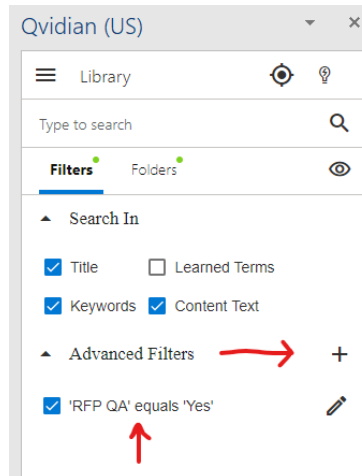 Qvidian (US)
Library
Type to search
Filters Folders
Search In
Title Learned Terms
Keywords Content Text
Advanced Filters
'RFP QA' equals 'Yes'